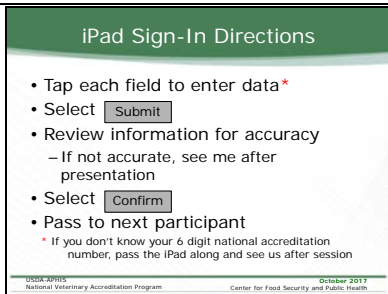 iPad Sign-In Directions
• Tap each field to enter data*
• Select Submit
• Review information for accuracy
– If not accurate, see me after
presentation
• Select Confirm
• Pass to next participant
* If you don't know your 6 digit national accreditation
number, pass the iPad along and see us after session
USDA-APHIS
National Veterinary Accreditation Program
October 2017
Center for Food Security and Public Health